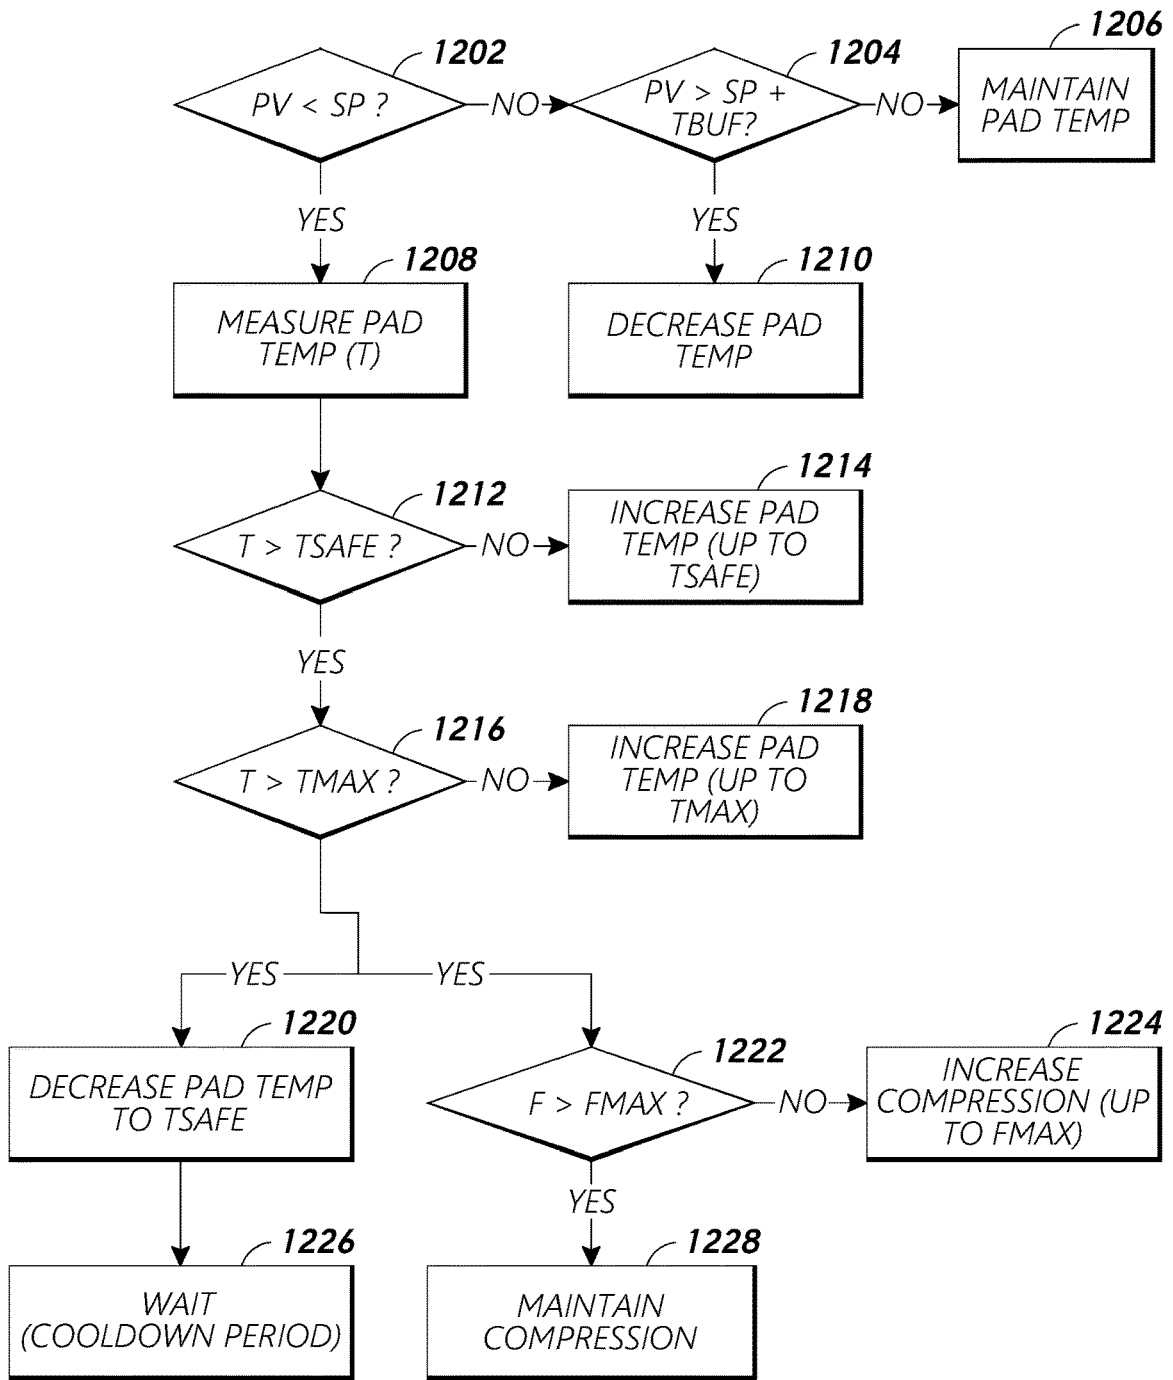 1202
PV < SP ?
NO
1204
PV > SP +
TBUF?
NO
1206
MAINTAIN
PAD TEMP
YES
YES
1208
MEASURE PAD
TEMP (T)
1210
DECREASE PAD
TEMP
1212
T > TSAFE ?
NO
1214
INCREASE PAD
TEMP (UP TO
TSAFE)
YES
1216
T > TMAX ?
NO
1218
INCREASE PAD
TEMP (UP TO
TMAX)
YES
YES
1220
DECREASE PAD TEMP
TO TSAFE
1222
F > FMAX ?
NO
1224
INCREASE
COMPRESSION (UP
TO FMAX)
YES
1226
WAIT
(COOLDOWN PERIOD)
1228
MAINTAIN
COMPRESSION